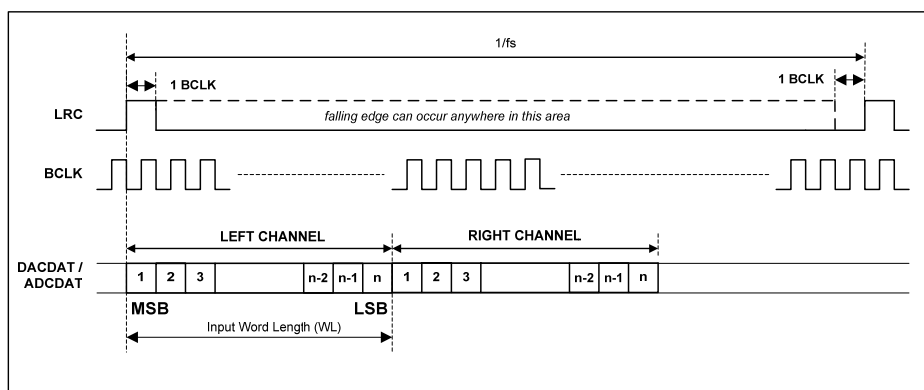 1/fs
1 BCLK
1 BCLK
LRC
falling edge can occur anywhere in this area
BCLK
LEFT CHANNEL
RIGHT CHANNEL
DACDAT /
ADCDAT
1 2 3 n-2 n-1 n 1 2 3 n-2 n-1 n
MSB LSB
Input Word Length (WL)